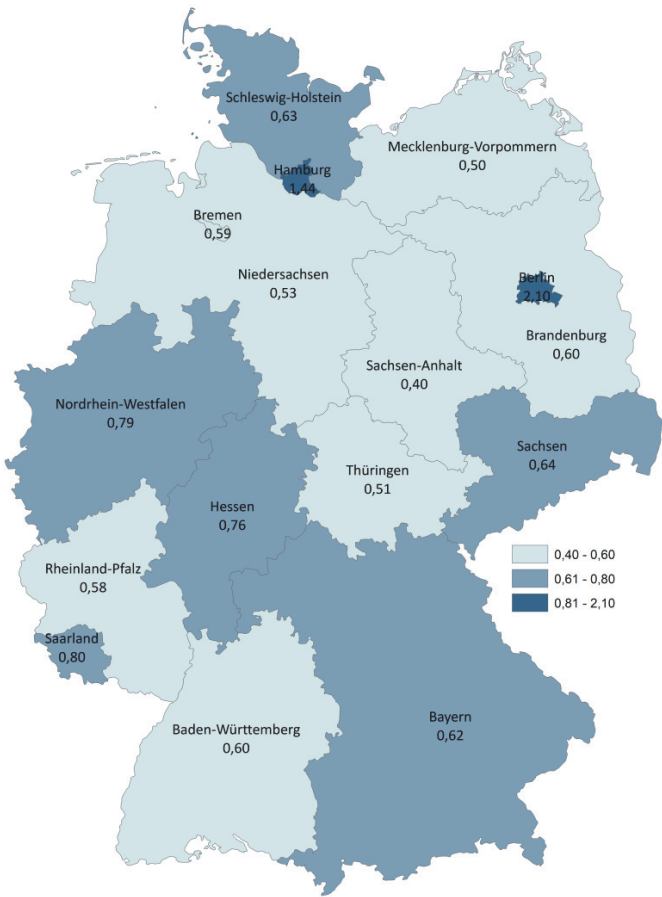 Schleswig-Holstein
0,63
Mecklenburg-Vorpommern
0,50
Hamburg
1,44
Bremen
0,59
Niedersachsen
0,53
Berlin
2,10
Brandenburg
0,60
Sachsen-Anhalt
0,40
Nordrhein-Westfalen
0,79
Sachsen
0,64
Thüringen
0,51
Hessen
0,76
Rheinland-Pfalz
0,58
Saarland
0,80
Baden-Württemberg
0,60
Bayern
0,62
0,40 - 0,60
0,61 - 0,80
0,81 - 2,10